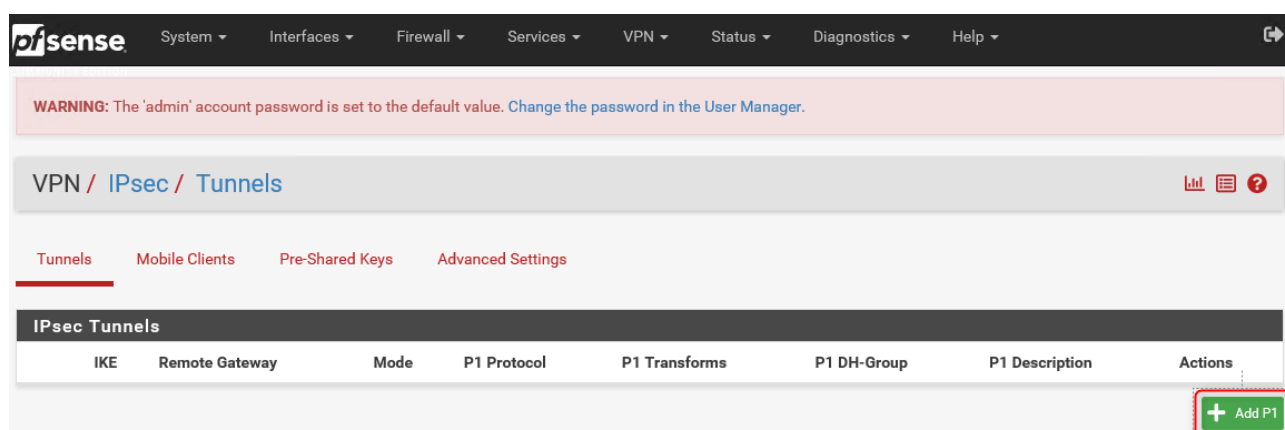 pfsense System Interfaces Firewall Services VPN Status Diagnostics Help
WARNING: The 'admin' account password is set to the default value. Change the password in the User Manager.
VPN / IPsec / Tunnels
Tunnels Mobile Clients Pre-Shared Keys Advanced Settings
IPsec Tunnels
IKE Remote Gateway Mode P1 Protocol P1 Transforms P1 DH-Group P1 Description Actions
Add P1